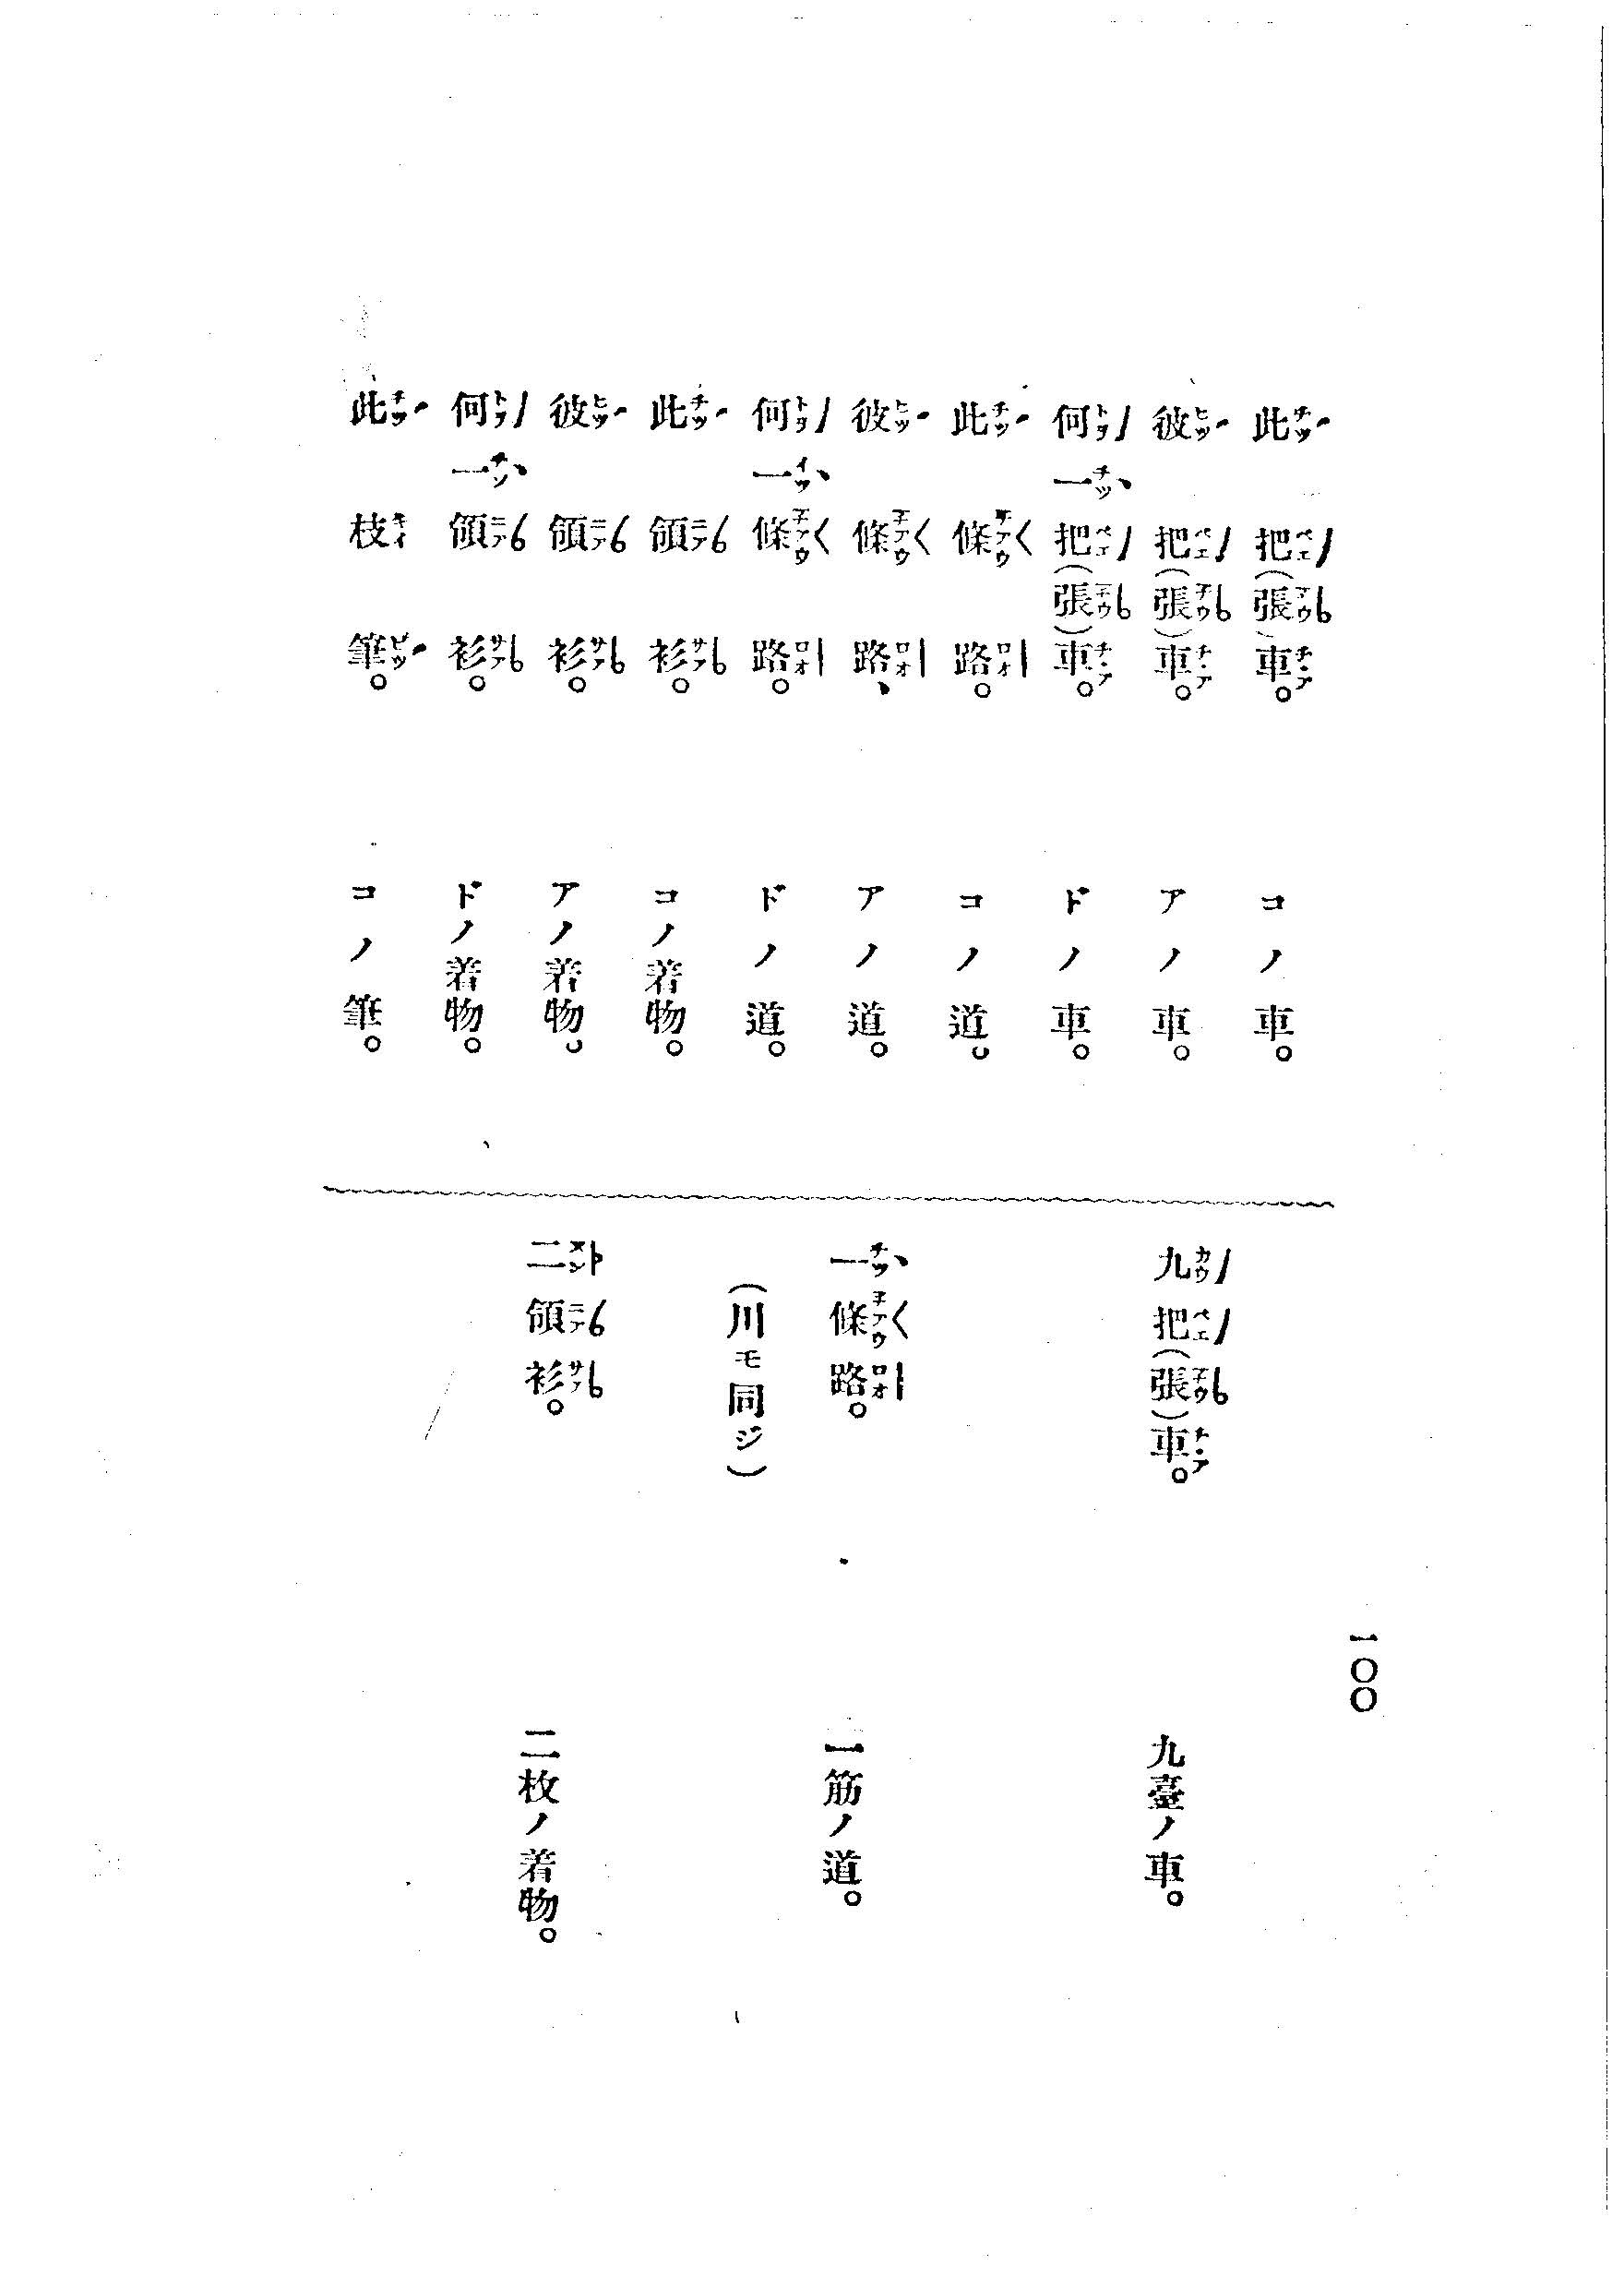 一〇〇
此把(張)車。 コノ車。
彼把(張)車。 アノ車。
何一把(張)車。 ドノ車。
此條路。 コノ道。
彼條路、 アノ道。
何一條路。 ドノ道。
此領衫。 コノ着物。
彼領衫。 アノ着物。
何一領衫。 ドノ着物。
此枝筆。 コノ筆。
九把(張)車。 九臺ノ車。
一條路。 一筋ノ道。
(川モ同ジ)
二領衫。 二枚ノ着物。